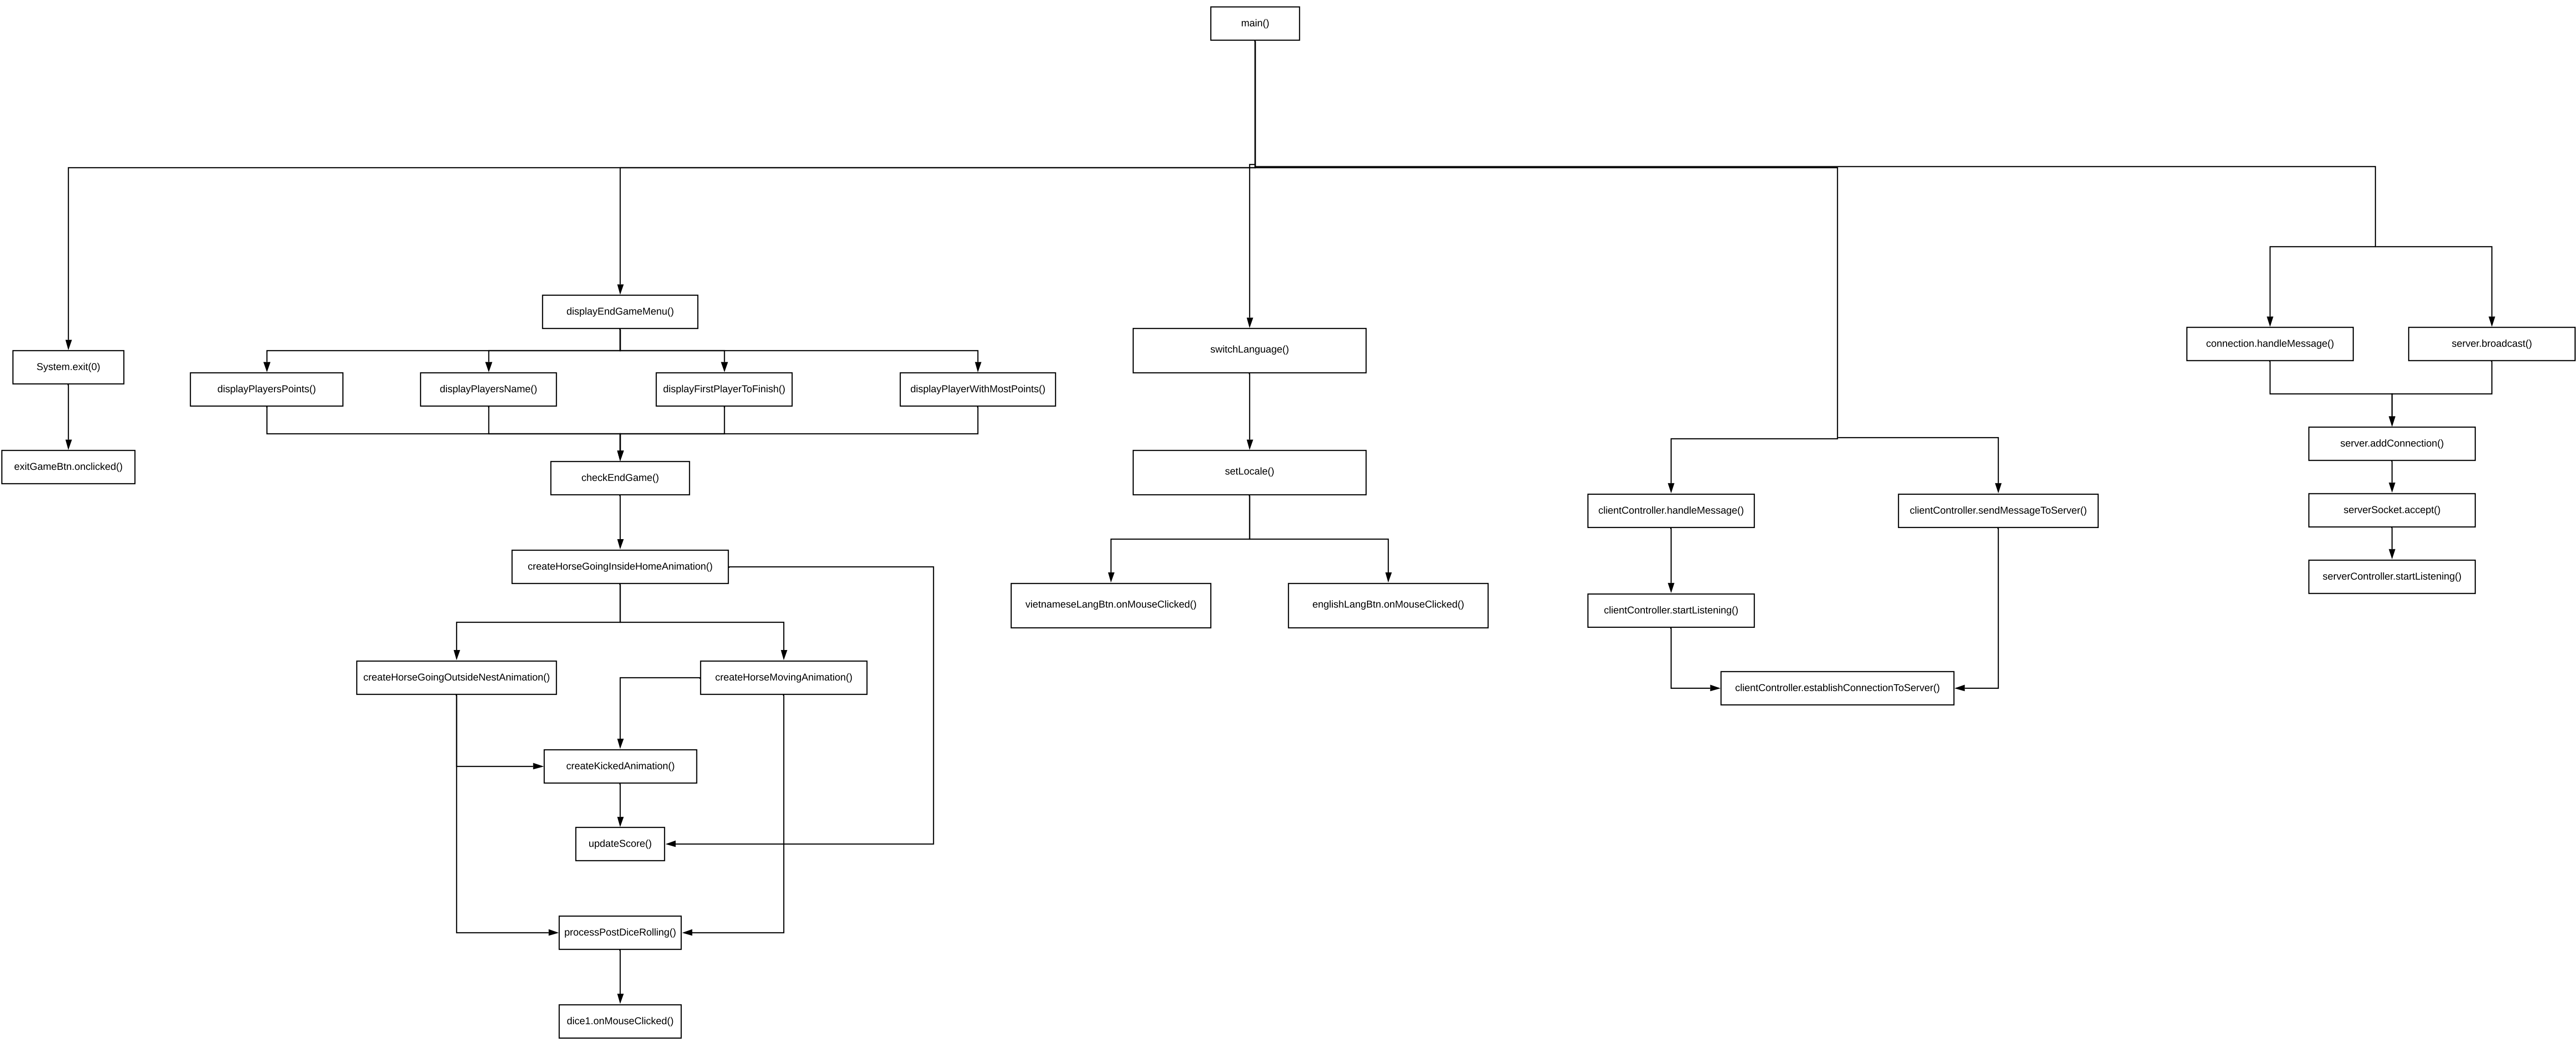 main()
displayEndGameMenu()
connection.handleMessage()
server.broadcast()
switchLanguage()
System.exit(0)
displayPlayersPoints()
displayPlayersName()
displayFirstPlayerToFinish()
displayPlayerWithMostPoints()
server.addConnection()
exitGameBtn.onclicked()
checkEndGame()
setLocale()
clientController.handleMessage()
clientController.sendMessageToServer()
serverSocket.accept()
createHorseGoingInsideHomeAnimation()
serverController.startListening()
vietnameseLangBtn.onMouseClicked()
englishLangBtn.onMouseClicked()
clientController.startListening()
createHorseGoingOutsideNestAnimation()
createHorseMovingAnimation()
clientController.establishConnectionToServer()
createKickedAnimation()
updateScore()
processPostDiceRolling()
dice1.onMouseClicked()